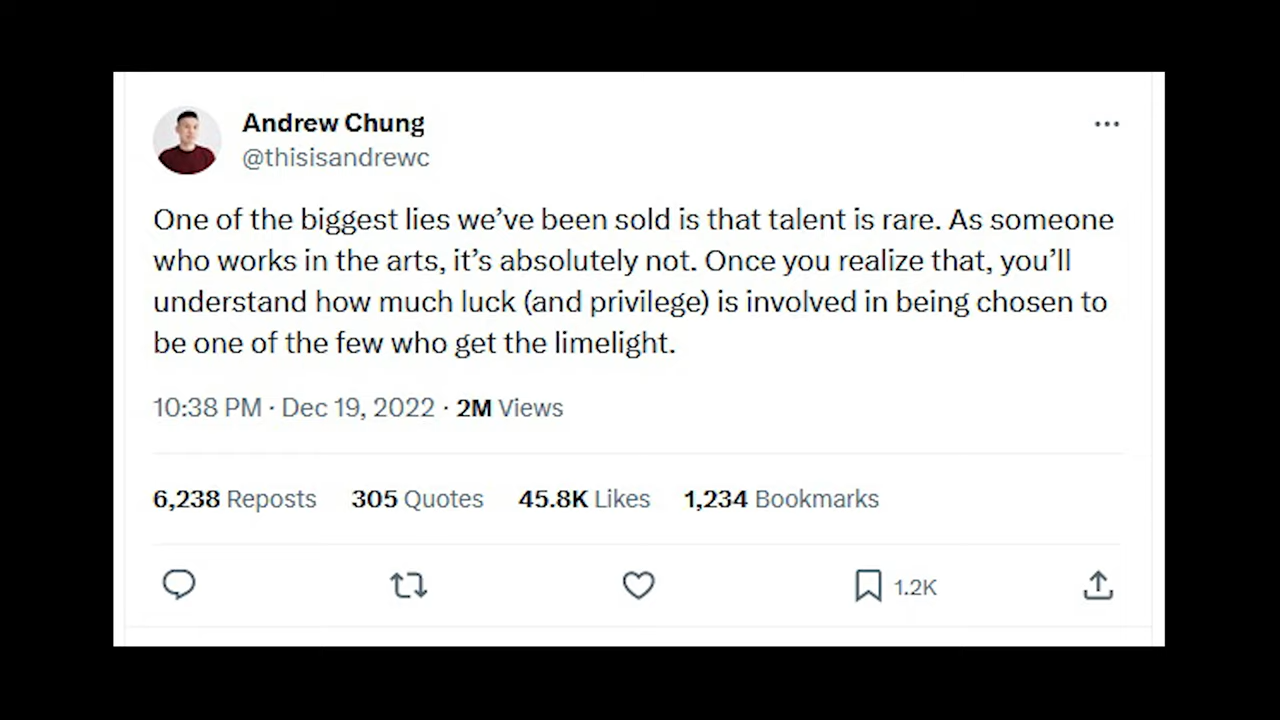 Andrew Chung
@thisisandrewc
One of the biggest lies we’ve been sold is that talent is rare. As someone
who works in the arts, it’s absolutely not. Once you realize that, you’ll
understand how much luck (and privilege) is involved in being chosen to
be one of the few who get the limelight.
10:38 PM · Dec 19, 2022 · 2M Views
6,238 Reposts 305 Quotes 45.8K Likes 1,234 Bookmarks
1.2K